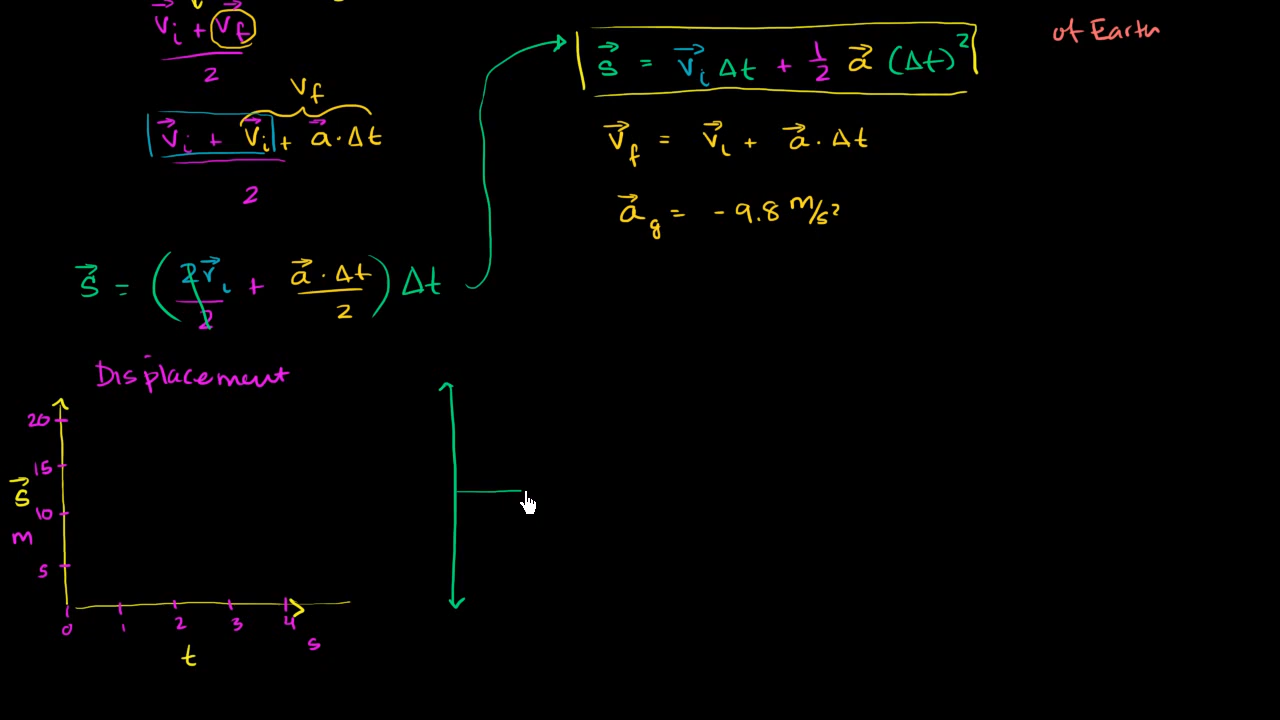 v⃗ᵢ + v⃗f
2
vf
v⃗ᵢ + v⃗ᵢ + a⃗ · Δt
2
s⃗ = (2v⃗ᵢ/2 + a⃗ · Δt/2) Δt
s⃗ = v⃗ᵢ Δt + 1/2 a⃗ (Δt)²
of Earth
v⃗f = v⃗ᵢ + a⃗ · Δt
a⃗g = -9.8 m/s²
Displacement
20
15
s⃗
10
m
5
0 1 2 3 4
s
t